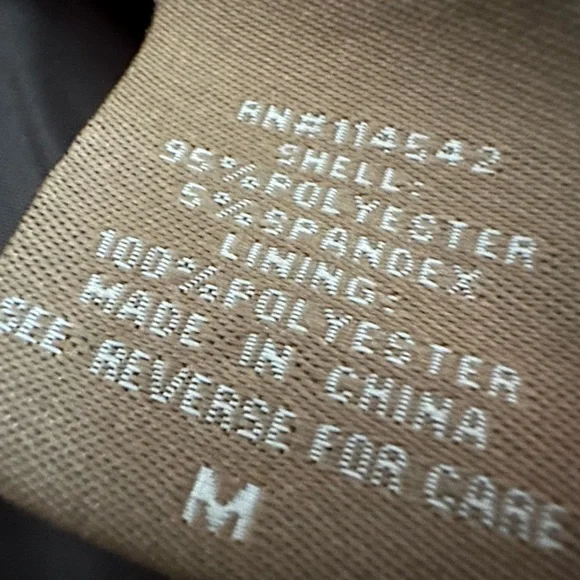 RN#114542
SHELL:
95%POLYESTER
5%SPANDEX
LINING:
100%POLYESTER
MADE IN CHINA
SEE REVERSE FOR CARE
M